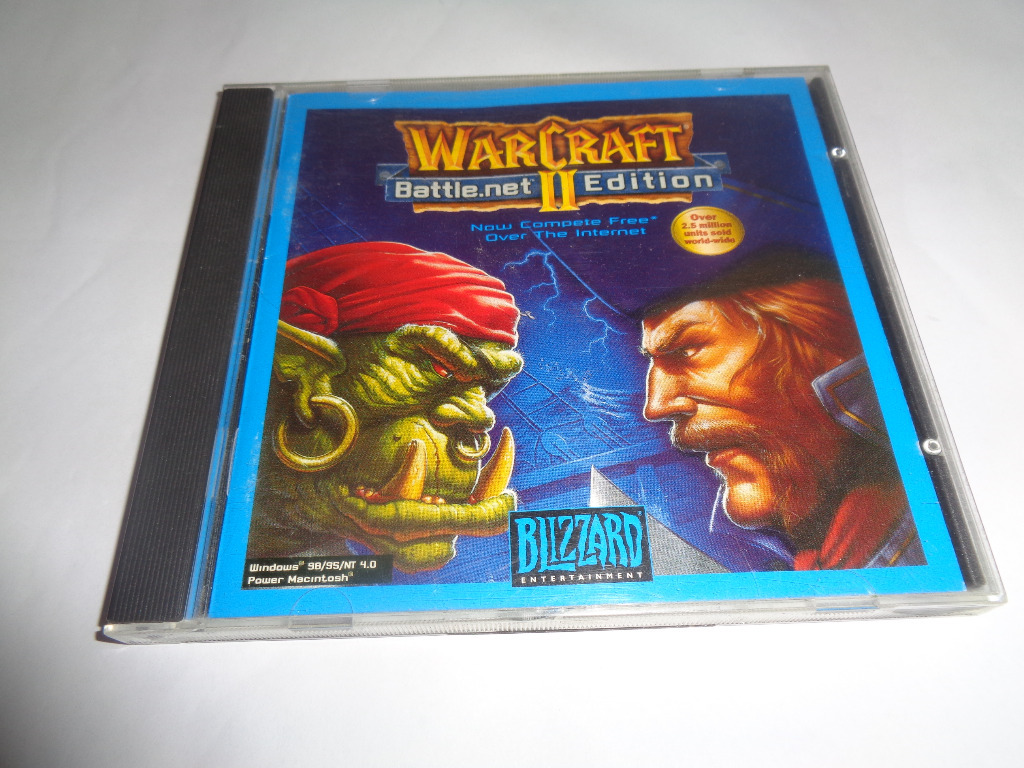 WARCRAFT
II
Battle.net™ Edition
Now Compete Free*
Over The Internet
Over
2.5 million
units sold
world-wide
Windows® 98/95/NT 4.0
Power Macintosh®
BLIZZARD
ENTERTAINMENT